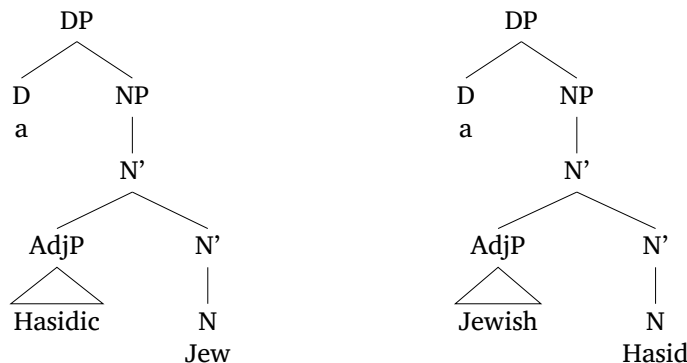 DP DP
D NP D NP
a a
N' N'
AdjP N' AdjP N'
Hasidic N Jewish N
Jew Hasid